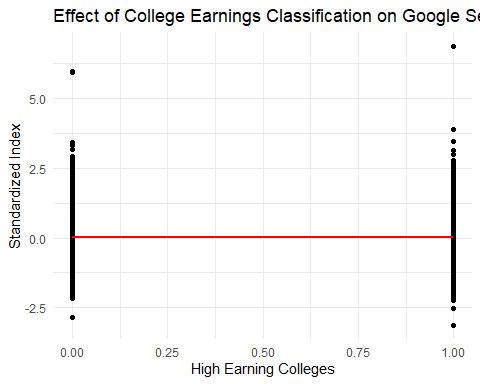 Effect of College Earnings Classification on Google Se
5.0
2.5
0.0
-2.5
Standardized Index
0.00 0.25 0.50 0.75 1.00
High Earning Colleges